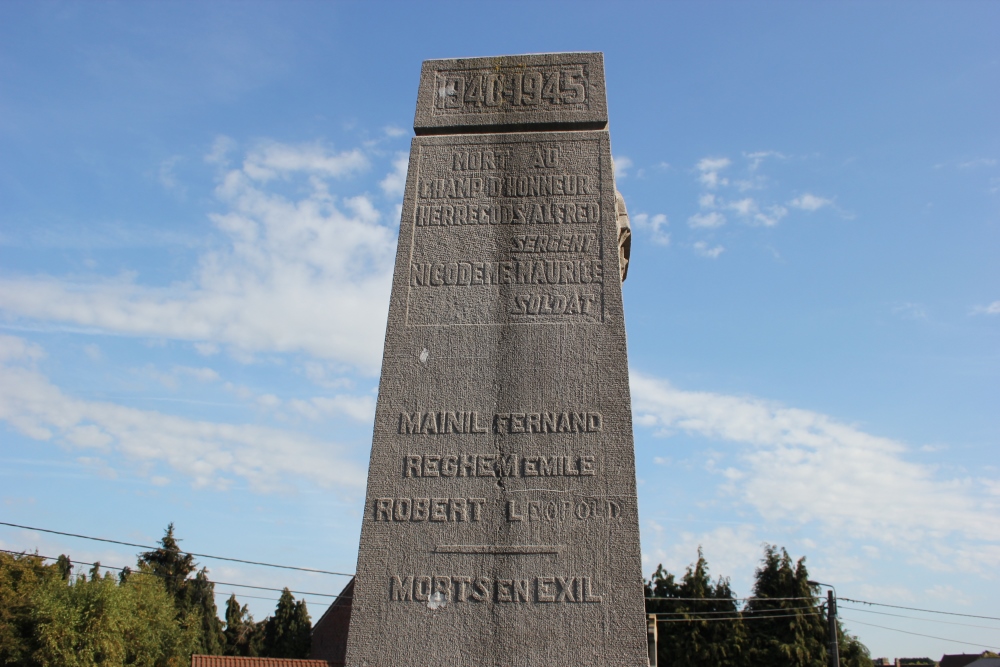 1940-1945
MORT AU
CHAMP D'HONNEUR
HERREGODS ALFRED
SERGENT
NICODEME MAURICE
SOLDAT
MAINIL FERNAND
REGHEM EMILE
ROBERT LEOPOLD
MORTS EN EXIL